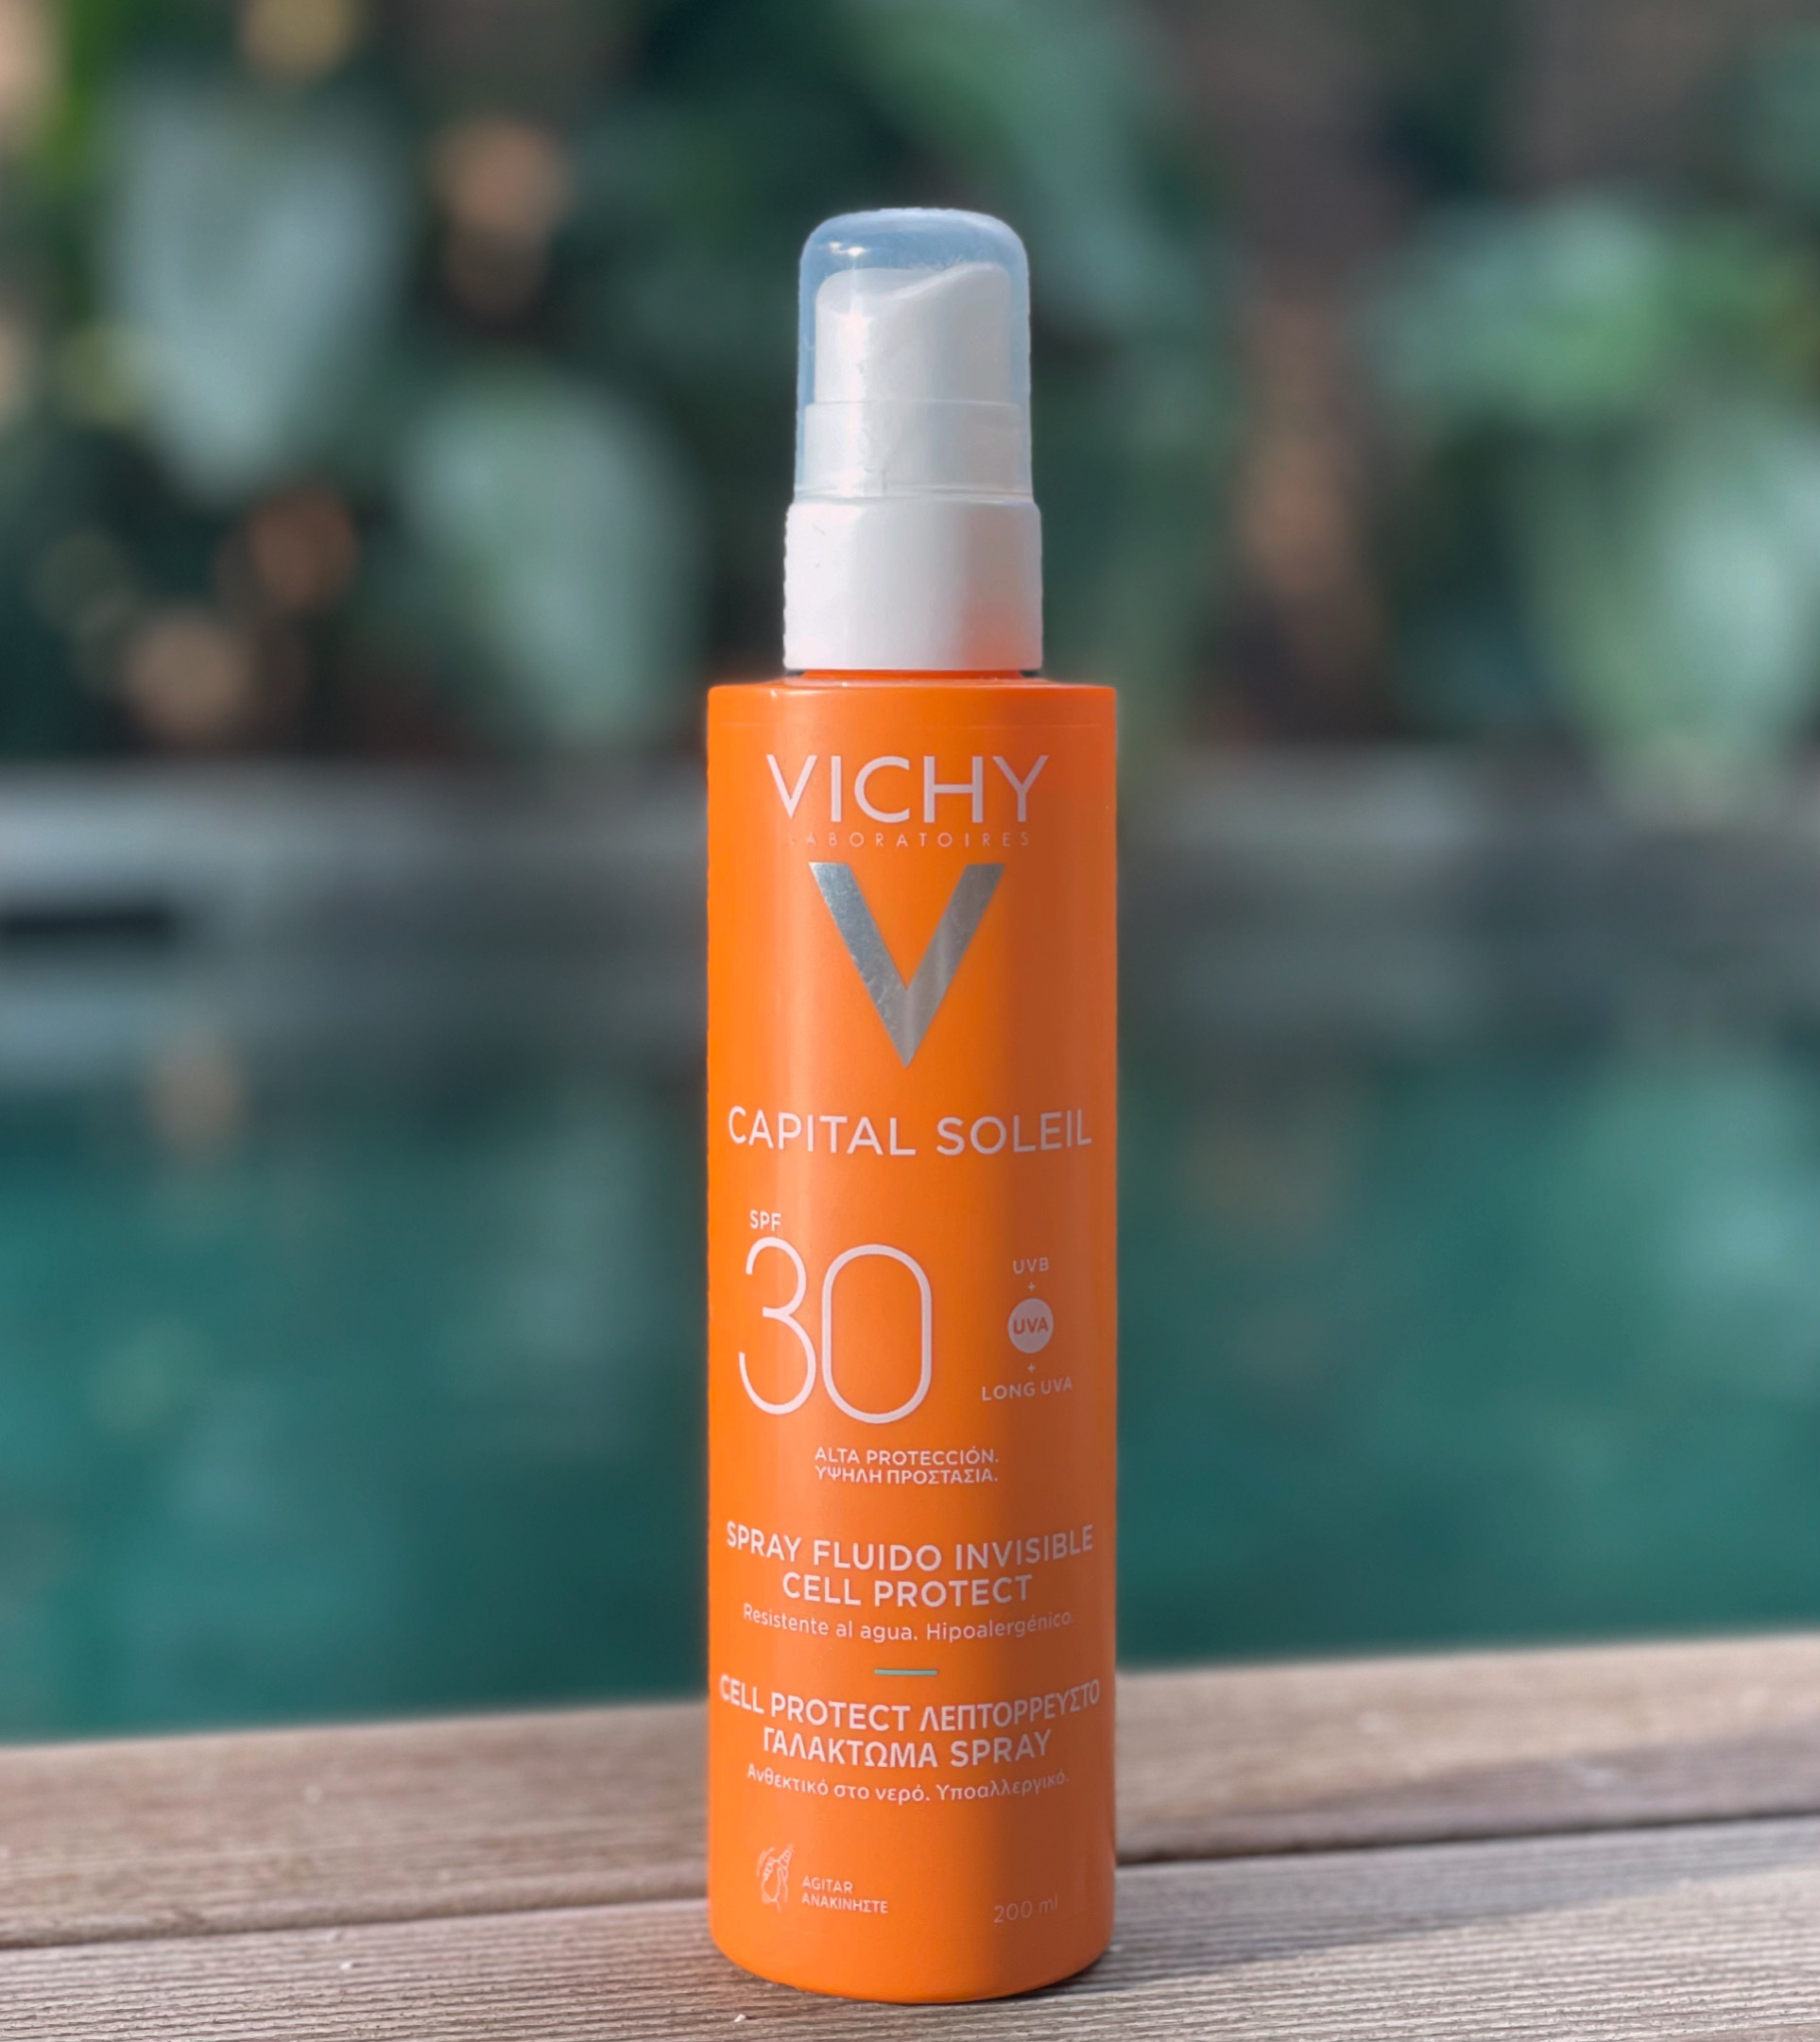 VICHY
LABORATOIRES
V
CAPITAL SOLEIL
SPF
30
UVB
+
UVA
+
LONG UVA
ALTA PROTECCIÓN.
ΥΨΗΛΗ ΠΡΟΣΤΑΣΙΑ.
SPRAY FLUIDO INVISIBLE
CELL PROTECT
Resistente al agua. Hipoalergénico.
CELL PROTECT ΛΕΠΤΟΡΡΕΥΣΤΟ
ΓΑΛΑΚΤΩΜΑ SPRAY
Ανθεκτικό στο νερό. Υποαλλεργικό.
AGITAR
ΑΝΑΚΙΝΗΣΤΕ
200 ml